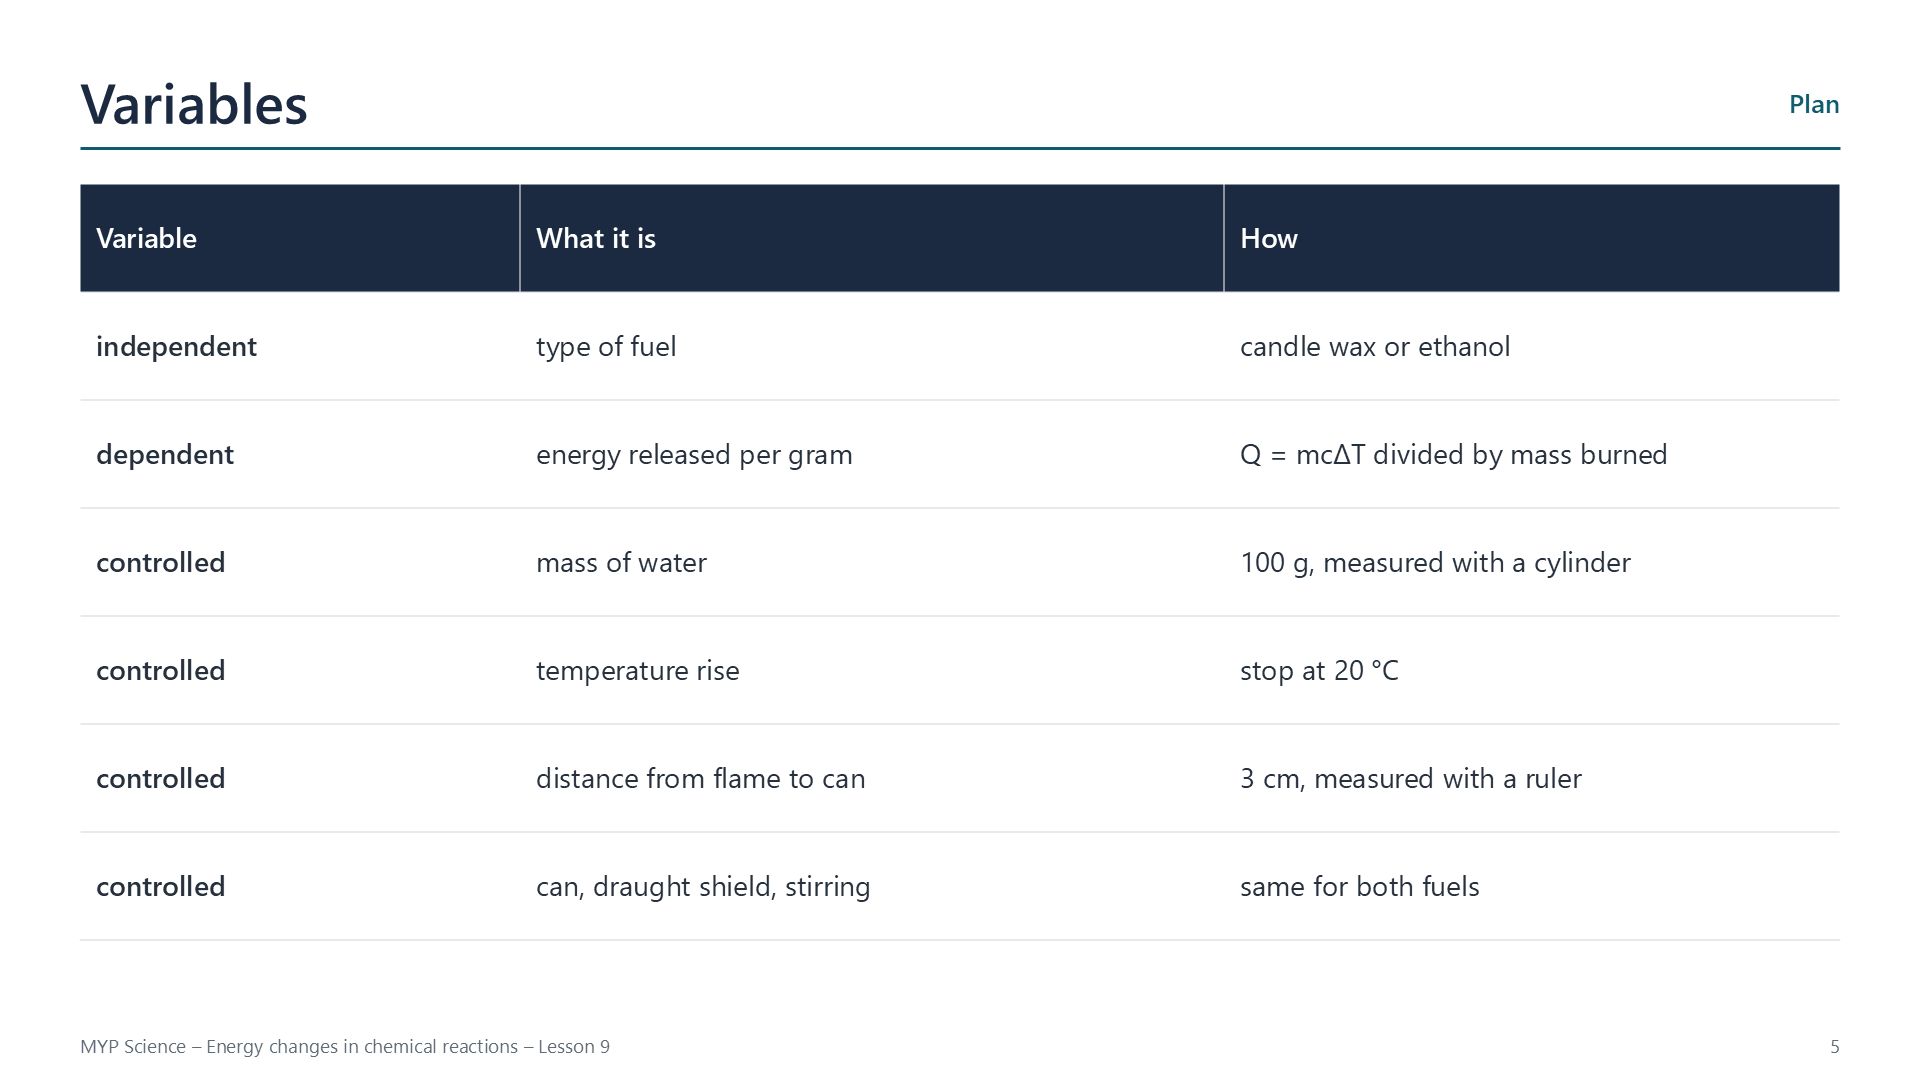 Variables
Plan
Variable What it is How
independent type of fuel candle wax or ethanol
dependent energy released per gram Q = mcΔT divided by mass burned
controlled mass of water 100 g, measured with a cylinder
controlled temperature rise stop at 20 °C
controlled distance from flame to can 3 cm, measured with a ruler
controlled can, draught shield, stirring same for both fuels
MYP Science – Energy changes in chemical reactions – Lesson 9 5